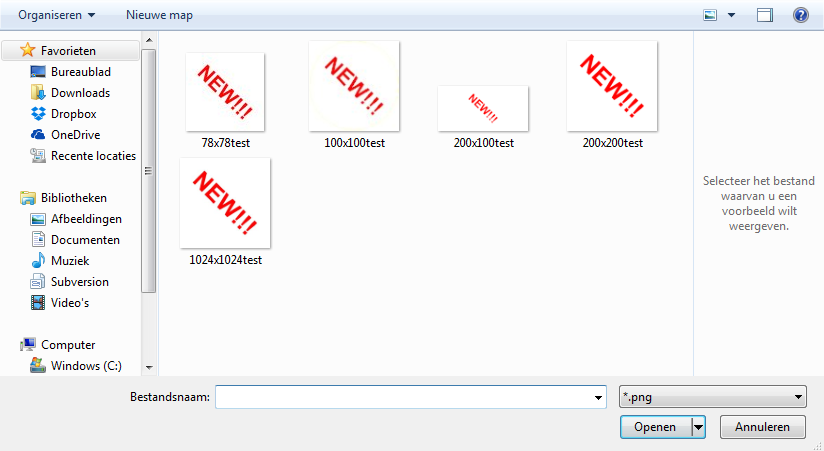 Organiseren
Nieuwe map
Favorieten
Bureaublad
Downloads
Dropbox
OneDrive
Recente locaties
Bibliotheken
Afbeeldingen
Documenten
Muziek
Subversion
Video's
Computer
Windows (C:)
NEW!!!
NEW!!!
NEW!!!
NEW!!!
78x78test
100x100test
200x100test
200x200test
NEW!!!
1024x1024test
Selecteer het bestand
waarvan u een
voorbeeld wilt
weergeven.
Bestandsnaam:
*.png
Openen
Annuleren